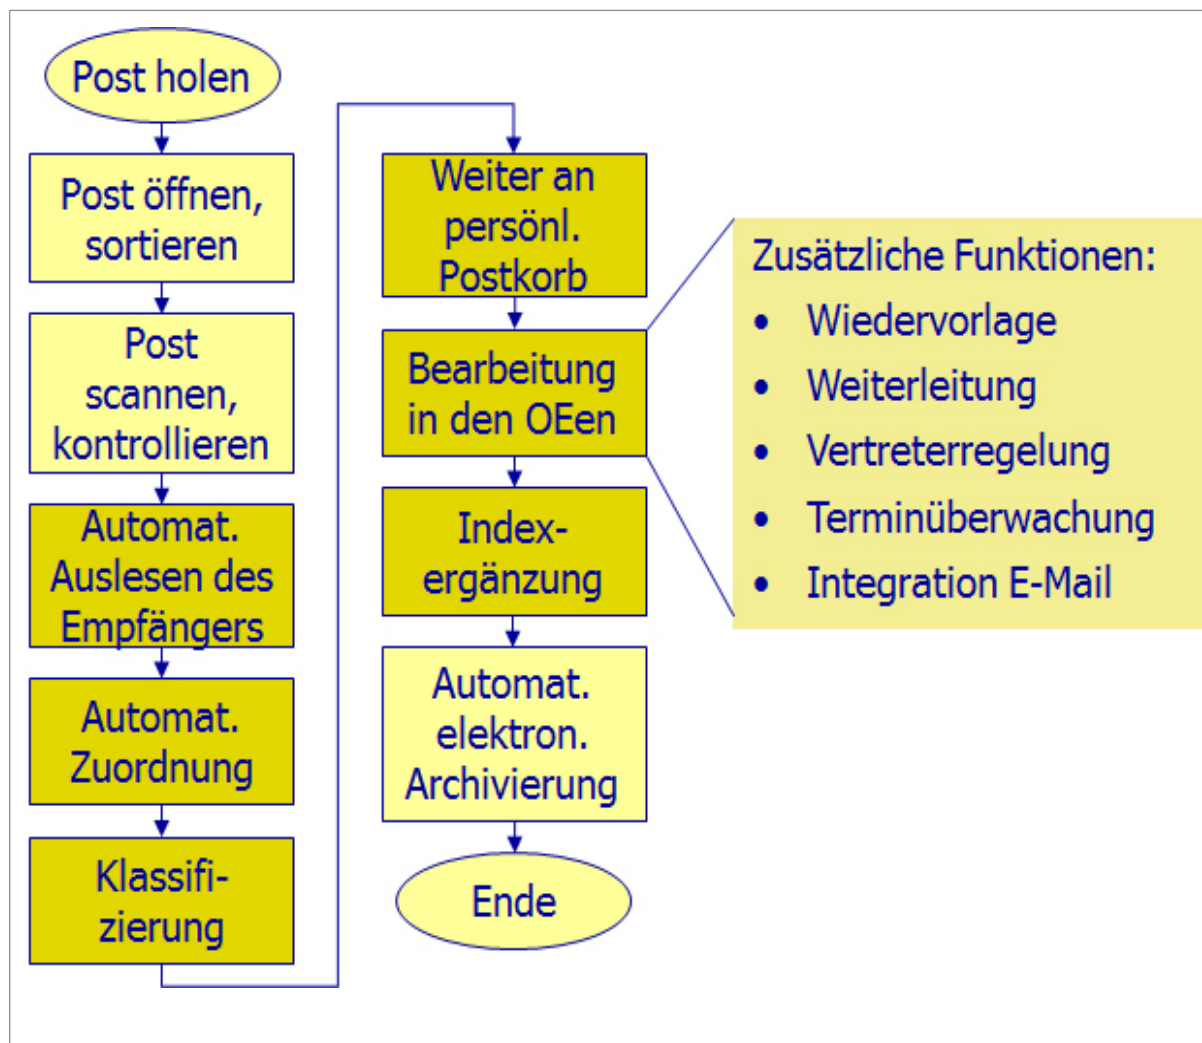 Post holen
Post öffnen,
sortieren
Post
scannen,
kontrollieren
Automat.
Auslesen des
Empfängers
Automat.
Zuordnung
Klassifi-
zierung
Weiter an
persönl.
Postkorb
Bearbeitung
in den OEen
Index-
ergänzung
Automat.
elektron.
Archivierung
Ende
Zusätzliche Funktionen:
• Wiedervorlage
• Weiterleitung
• Vertreterregelung
• Terminüberwachung
• Integration E-Mail